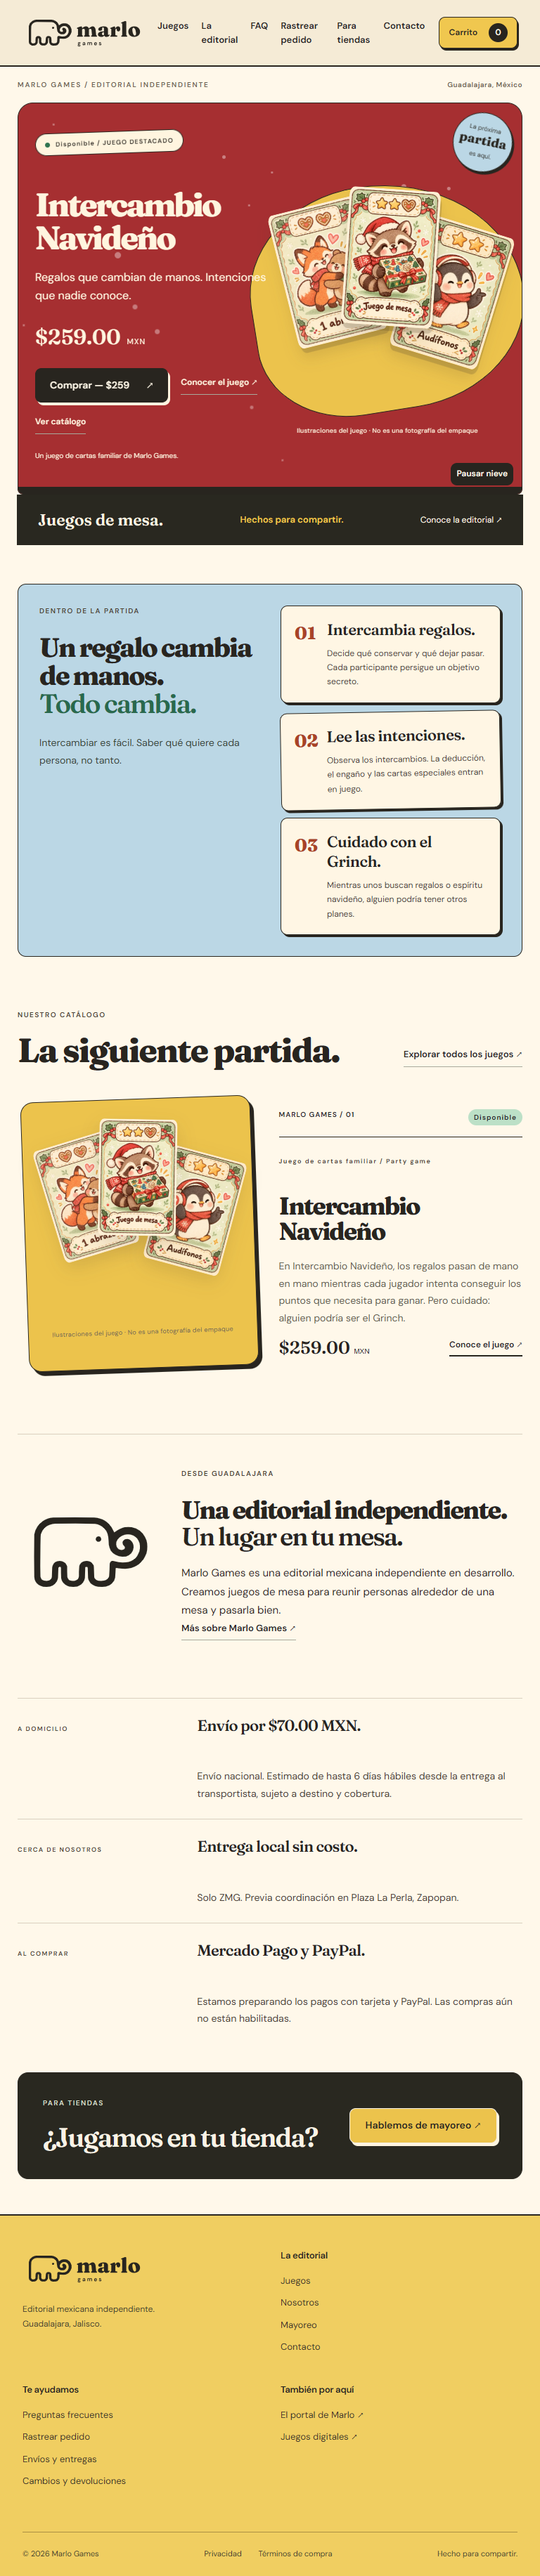 marlo
games
Juegos
La
editorial
FAQ
Rastrear
pedido
Para
tiendas
Contacto
Carrito 0
MARLO GAMES / EDITORIAL INDEPENDIENTE
Guadalajara, México
Disponible / JUEGO DESTACADO
La próxima
partida
es aquí.
Intercambio
Navideño
Regalos que cambian de manos. Intenciones
que nadie conoce.
$259.00 MXN
Comprar — $259 ↗
Conocer el juego ↗
Ver catálogo
Un juego de cartas familiar de Marlo Games.
1 abra
Juego de mesa
Audífonos
Ilustraciones del juego · No es una fotografía del empaque
Pausar nieve
Juegos de mesa.
Hechos para compartir.
Conoce la editorial ↗
DENTRO DE LA PARTIDA
Un regalo cambia
de manos.
Todo cambia.
Intercambiar es fácil. Saber qué quiere cada
persona, no tanto.
01 Intercambia regalos.
Decide qué conservar y qué dejar pasar.
Cada participante persigue un objetivo
secreto.
02 Lee las intenciones.
Observa los intercambios. La deducción,
el engaño y las cartas especiales entran
en juego.
03 Cuidado con el
Grinch.
Mientras unos buscan regalos o espíritu
navideño, alguien podría tener otros
planes.
NUESTRO CATÁLOGO
La siguiente partida.
Explorar todos los juegos ↗
1 abra
Juego de mesa
Audífonos
Ilustraciones del juego · No es una fotografía del empaque
MARLO GAMES / 01
Disponible
Juego de cartas familiar / Party game
Intercambio
Navideño
En Intercambio Navideño, los regalos pasan de mano
en mano mientras cada jugador intenta conseguir los
puntos que necesita para ganar. Pero cuidado:
alguien podría ser el Grinch.
$259.00 MXN
Conoce el juego ↗
DESDE GUADALAJARA
Una editorial independiente.
Un lugar en tu mesa.
Marlo Games es una editorial mexicana independiente en desarrollo.
Creamos juegos de mesa para reunir personas alrededor de una
mesa y pasarla bien.
Más sobre Marlo Games ↗
A DOMICILIO
Envío por $70.00 MXN.
Envío nacional. Estimado de hasta 6 días hábiles desde la entrega al
transportista, sujeto a destino y cobertura.
CERCA DE NOSOTROS
Entrega local sin costo.
Solo ZMG. Previa coordinación en Plaza La Perla, Zapopan.
AL COMPRAR
Mercado Pago y PayPal.
Estamos preparando los pagos con tarjeta y PayPal. Las compras aún
no están habilitadas.
PARA TIENDAS
¿Jugamos en tu tienda?
Hablemos de mayoreo ↗
marlo
games
Editorial mexicana independiente.
Guadalajara, Jalisco.
La editorial
Juegos
Nosotros
Mayoreo
Contacto
Te ayudamos
Preguntas frecuentes
Rastrear pedido
Envíos y entregas
Cambios y devoluciones
También por aquí
El portal de Marlo ↗
Juegos digitales ↗
© 2026 Marlo Games
Privacidad
Términos de compra
Hecho para compartir.